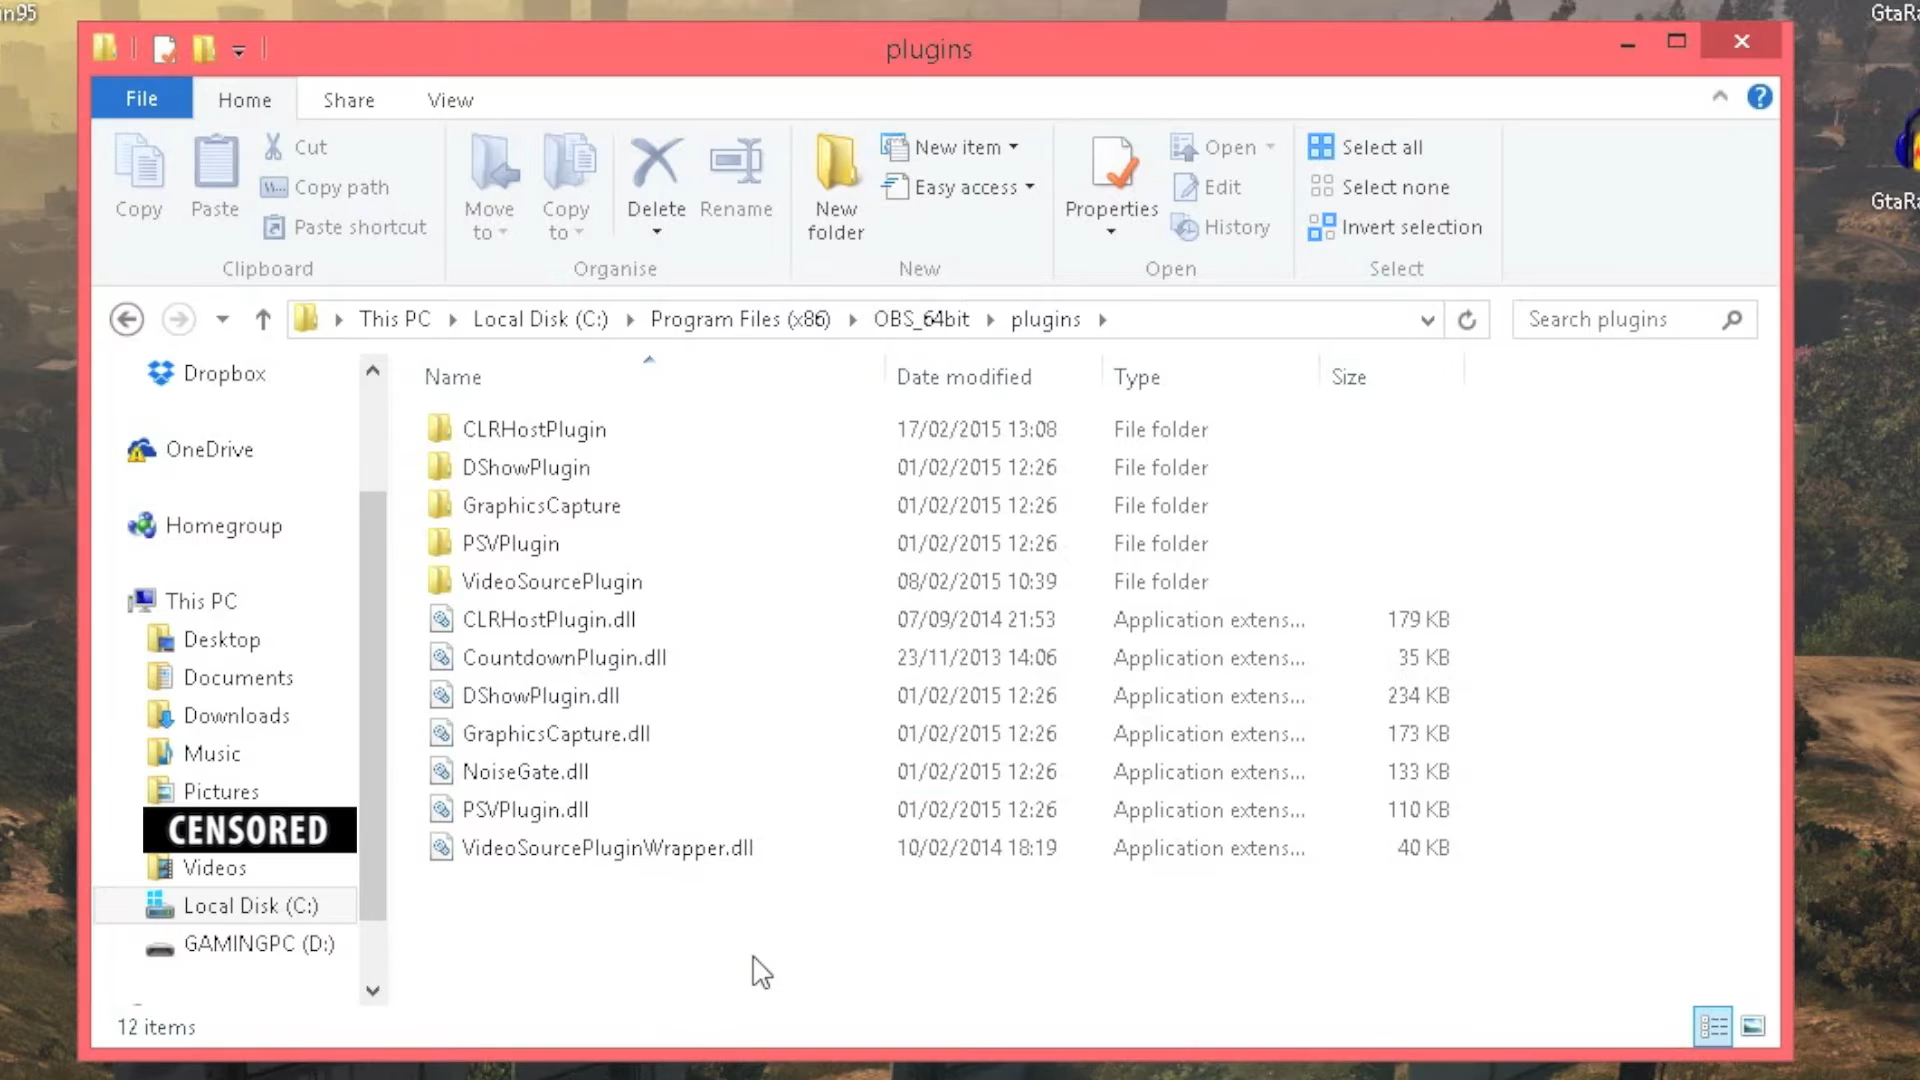 in95
GtaRa
plugins
File Home Share View
Copy
Paste
Cut
Copy path
Paste shortcut
Clipboard
Move to
Copy to
Delete
Rename
Organise
New folder
New item
Easy access
New
Properties
Open
Edit
History
Open
Select all
Select none
Invert selection
Select
GtaRa
This PC Local Disk (C:) Program Files (x86) OBS_64bit plugins
Search plugins
Dropbox
OneDrive
Homegroup
This PC
Desktop
Documents
Downloads
Music
Pictures
CENSORED
Videos
Local Disk (C:)
GAMINGPC (D:)
Name Date modified Type Size
CLRHostPlugin 17/02/2015 13:08 File folder
DShowPlugin 01/02/2015 12:26 File folder
GraphicsCapture 01/02/2015 12:26 File folder
PSVPlugin 01/02/2015 12:26 File folder
VideoSourcePlugin 08/02/2015 10:39 File folder
CLRHostPlugin.dll 07/09/2014 21:53 Application extens... 179 KB
CountdownPlugin.dll 23/11/2013 14:06 Application extens... 35 KB
DShowPlugin.dll 01/02/2015 12:26 Application extens... 234 KB
GraphicsCapture.dll 01/02/2015 12:26 Application extens... 173 KB
NoiseGate.dll 01/02/2015 12:26 Application extens... 133 KB
PSVPlugin.dll 01/02/2015 12:26 Application extens... 110 KB
VideoSourcePluginWrapper.dll 10/02/2014 18:19 Application extens... 40 KB
12 items